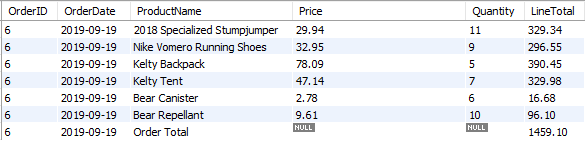 OrderID OrderDate ProductName Price Quantity LineTotal
6 2019-09-19 2018 Specialized Stumpjumper 29.94 11 329.34
6 2019-09-19 Nike Vomero Running Shoes 32.95 9 296.55
6 2019-09-19 Kelty Backpack 78.09 5 390.45
6 2019-09-19 Kelty Tent 47.14 7 329.98
6 2019-09-19 Bear Canister 2.78 6 16.68
6 2019-09-19 Bear Repellant 9.61 10 96.10
6 2019-09-19 Order Total NULL NULL 1459.10